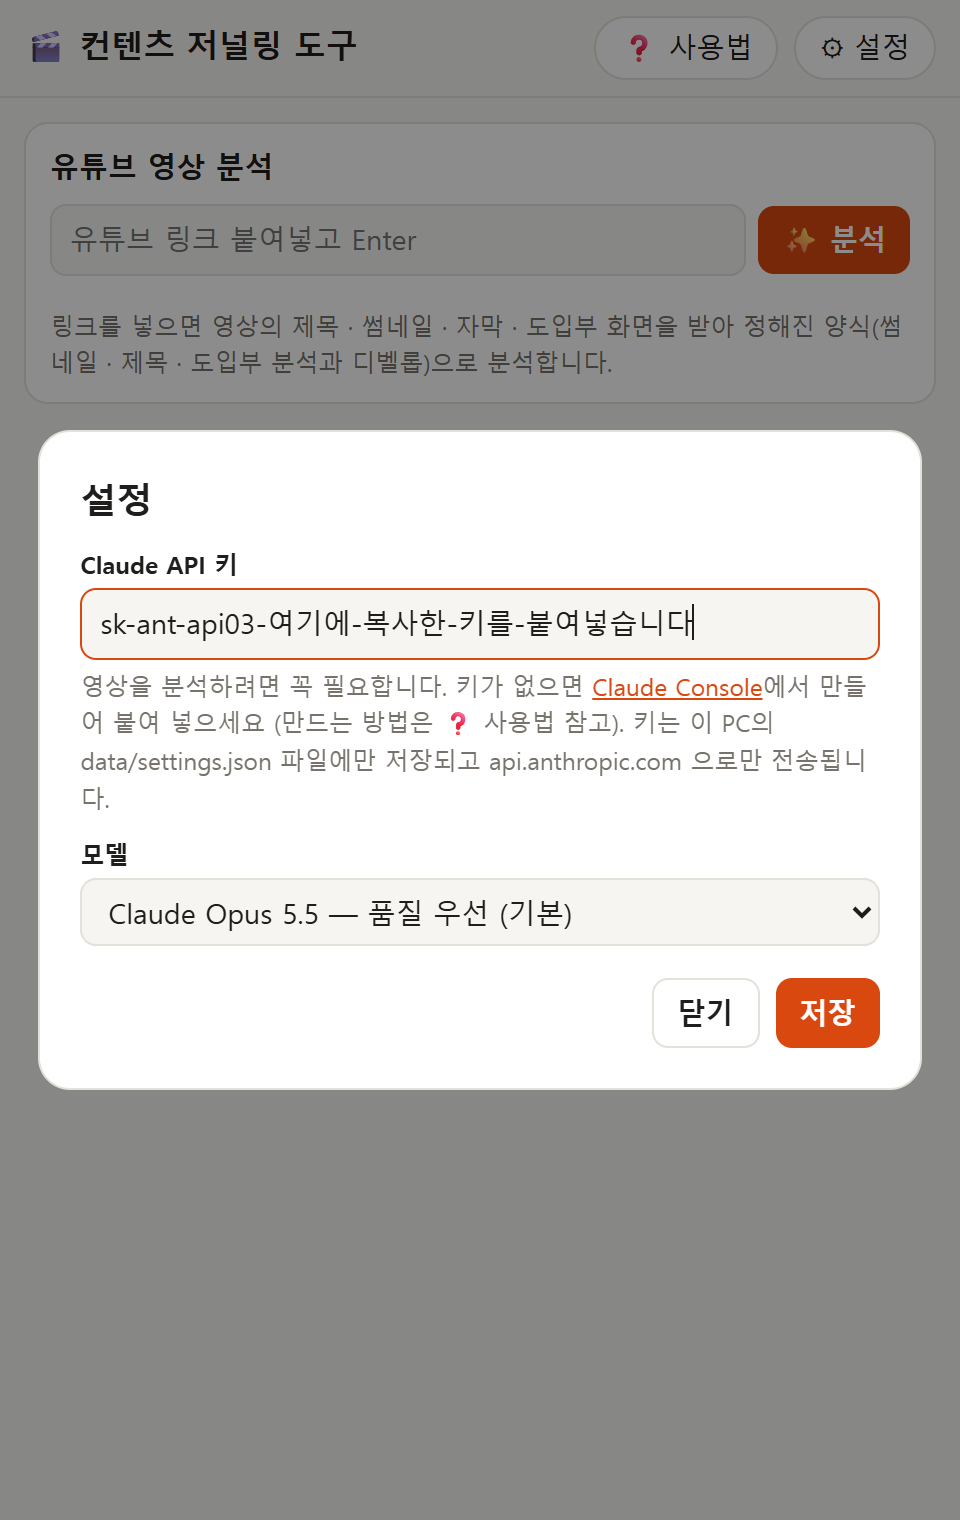 컨텐츠 저널링 도구
❓ 사용법
⚙ 설정
유튜브 영상 분석
유튜브 링크 붙여넣고 Enter
✨ 분석
링크를 넣으면 영상의 제목 · 썸네일 · 자막 · 도입부 화면을 받아 정해진 양식(썸
네일 · 제목 · 도입부 분석과 디벨롭)으로 분석합니다.
설정
Claude API 키
sk-ant-api03-여기에-복사한-키를-붙여넣습니다
영상을 분석하려면 꼭 필요합니다. 키가 없으면 Claude Console에서 만들
어 붙여 넣으세요 (만드는 방법은 ❓ 사용법 참고). 키는 이 PC의
data/settings.json 파일에만 저장되고 api.anthropic.com 으로만 전송됩니
다.
모델
Claude Opus 5.5 — 품질 우선 (기본)
닫기
저장